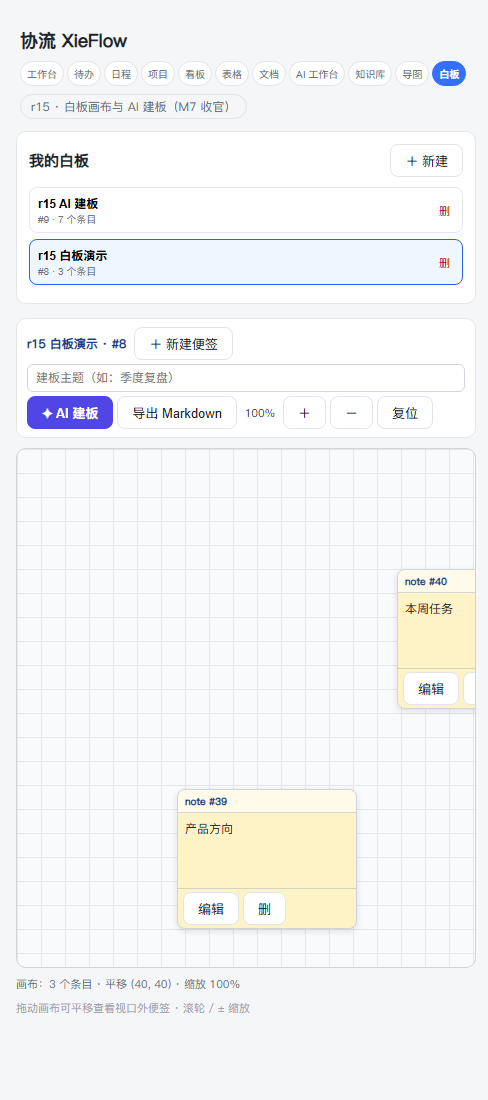 协流 XieFlow
工作台 待办 日程 项目 看板 表格 文档 AI 工作台 知识库 导图 白板
r15 · 白板画布与 AI 建板（M7 收官）
我的白板
＋ 新建
r15 AI 建板
#9 · 7 个条目
删
r15 白板演示
#8 · 3 个条目
删
r15 白板演示 · #8 ＋ 新建便签
建板主题（如：季度复盘）
✦ AI 建板 导出 Markdown 100% ＋ － 复位
note #40
本周任务
编辑
note #39
产品方向
编辑 删
画布：3 个条目 · 平移 (40, 40) · 缩放 100%
拖动画布可平移查看视口外便签 · 滚轮 / ± 缩放